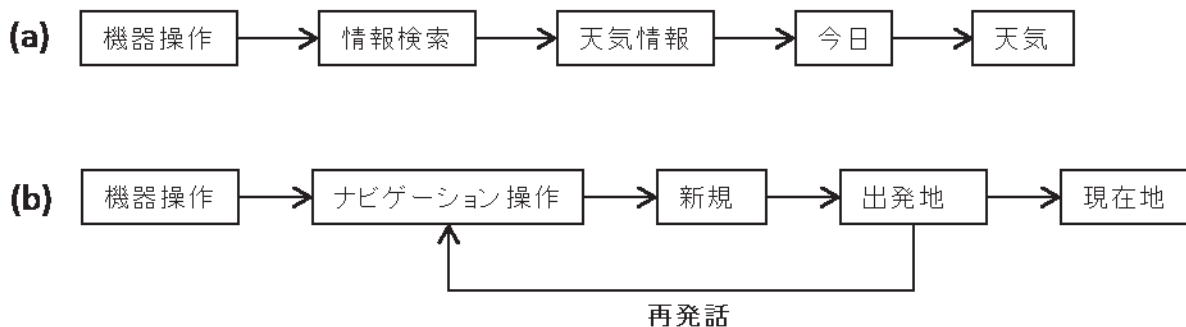 (a) 機器操作 情報検索 天気情報 今日 天気
(b) 機器操作 ナビゲーション操作 新規 出発地 現在地
再発話